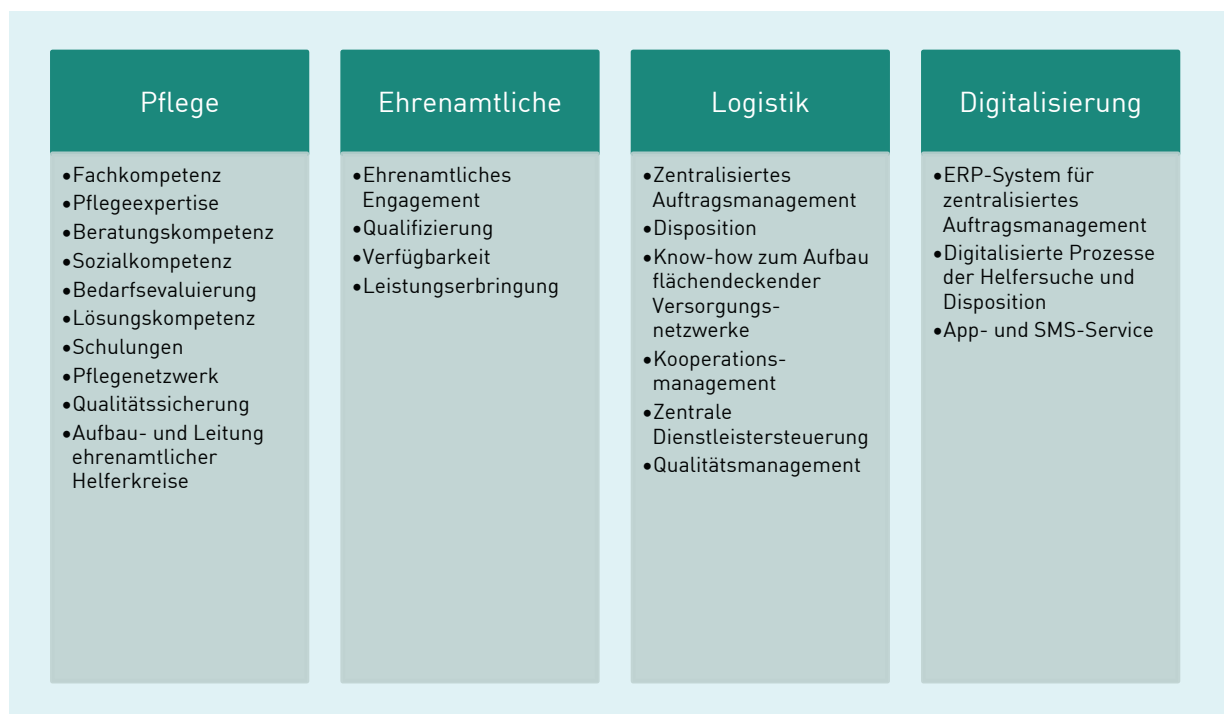 Pflege
•Fachkompetenz
•Pflegeexpertise
•Beratungskompetenz
•Sozialkompetenz
•Bedarfsevaluierung
•Lösungskompetenz
•Schulungen
•Pflegenetzwerk
•Qualitätssicherung
•Aufbau- und Leitung
ehrenamtlicher
Helferkreise
Ehrenamtliche
•Ehrenamtliches
Engagement
•Qualifizierung
•Verfügbarkeit
•Leistungserbringung
Logistik
•Zentralisiertes
Auftragsmanagement
•Disposition
•Know-how zum Aufbau
flächendeckender
Versorgungs-
netzwerke
•Kooperations-
management
•Zentrale
Dienstleistersteuerung
•Qualitätsmanagement
Digitalisierung
•ERP-System für
zentralisiertes
Auftragsmanagement
•Digitalisierte Prozesse
der Helfersuche und
Disposition
•App- und SMS-Service